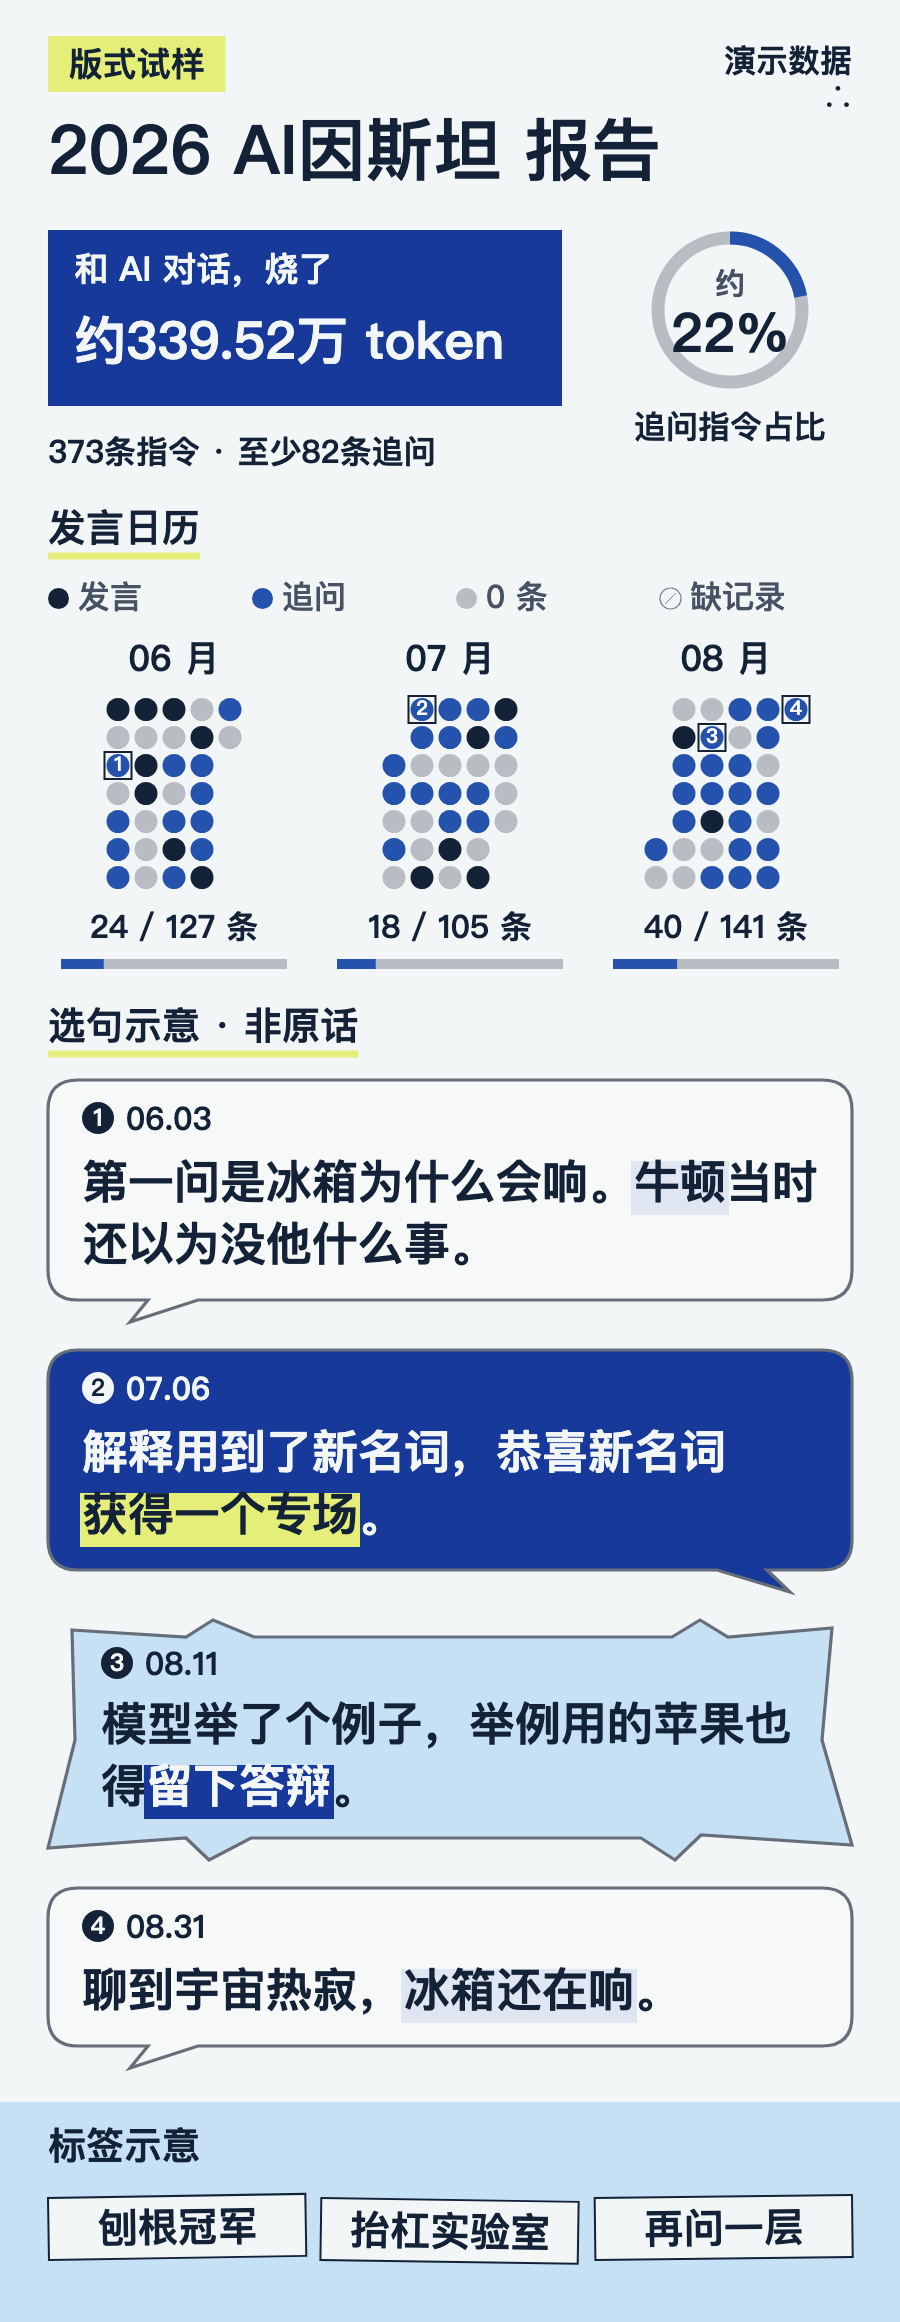 版式试样
演示数据
2026 AI因斯坦 报告
和 AI 对话，烧了
约339.52万 token
约
22%
追问指令占比
373条指令 · 至少82条追问
发言日历
发言
追问
0 条
缺记录
06 月
07 月
08 月
2
4
3
1
24 / 127 条
18 / 105 条
40 / 141 条
选句示意 · 非原话
1 06.03
第一问是冰箱为什么会响。牛顿当时
还以为没他什么事。
2 07.06
解释用到了新名词，恭喜新名词
获得一个专场。
3 08.11
模型举了个例子，举例用的苹果也
得留下答辩。
4 08.31
聊到宇宙热寂，冰箱还在响。
标签示意
刨根冠军
抬杠实验室
再问一层